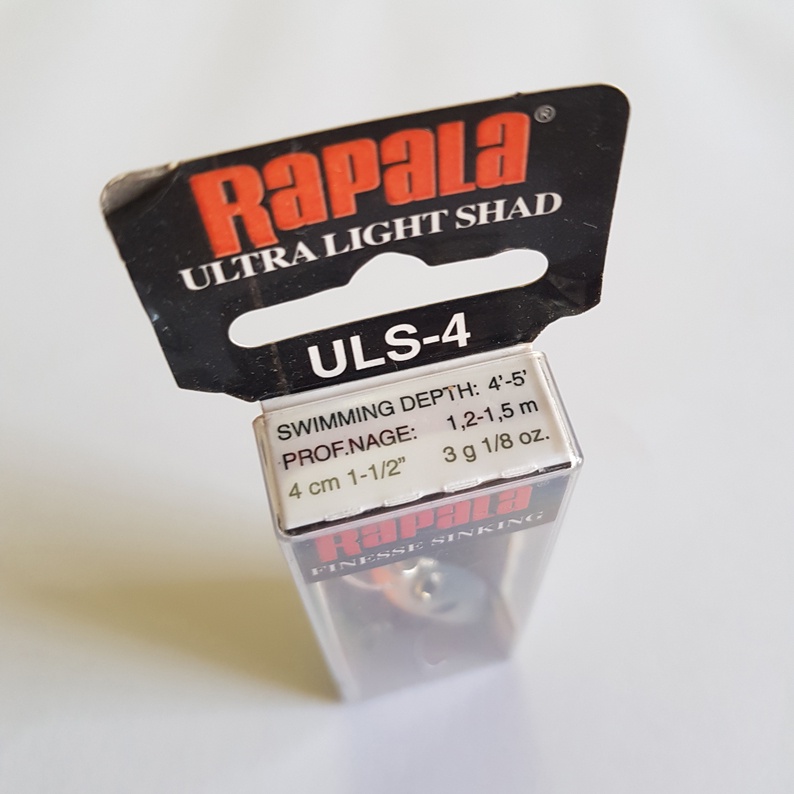 RAPALA®
ULTRA LIGHT SHAD
ULS-4
SWIMMING DEPTH: 4'-5'
PROF.NAGE: 1,2-1,5 m
4 cm 1-1/2" 3 g 1/8 oz.
RAPALA
FINESSE SINKING